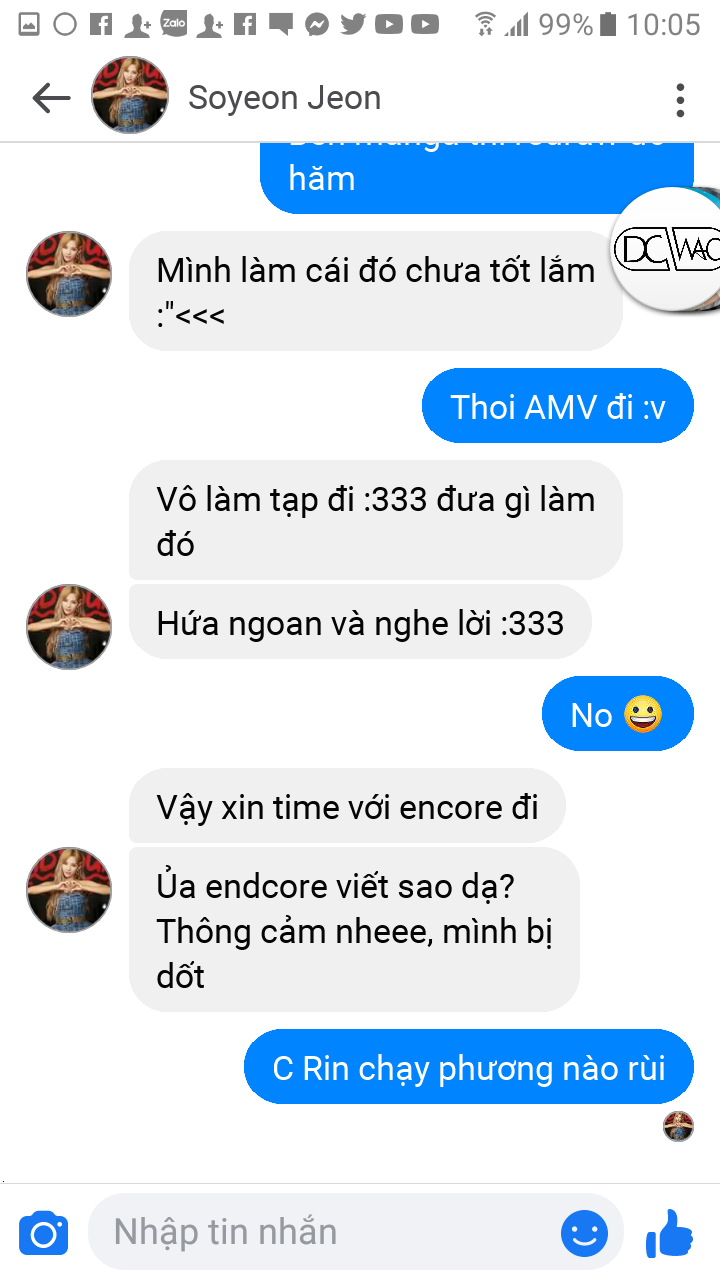 Zalo
99%
10:05
Soyeon Jeon
hăm
DC WAO
Mình làm cái đó chưa tốt lắm
:"<<<
Thoi AMV đi :v
Vô làm tạp đi :333 đưa gì làm
đó
Hứa ngoan và nghe lời :333
No 😀
Vậy xin time với encore đi
Ủa endcore viết sao dạ?
Thông cảm nheee, mình bị
dốt
C Rin chạy phương nào rùi
Nhập tin nhắn